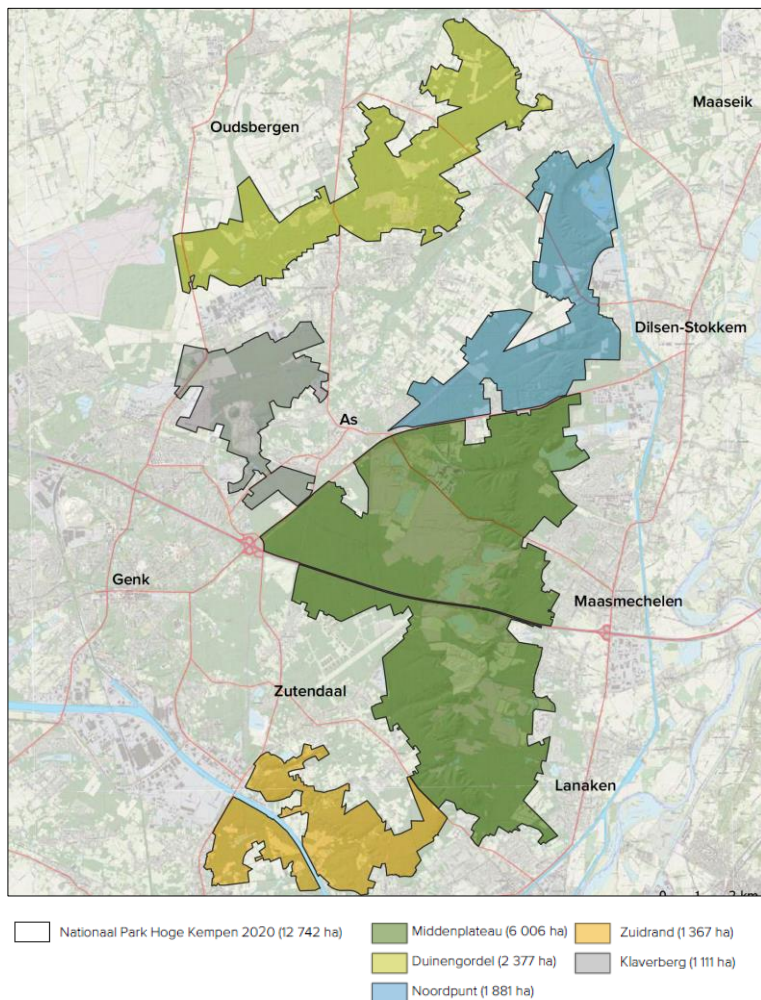 Maaseik
Oudsbergen
Dilsen-Stokkem
As
Genk
Maasmechelen
Zutendaal
Lanaken
0 1 2 km
Nationaal Park Hoge Kempen 2020 (12 742 ha)
Middenplateau (6 006 ha)
Zuidrand (1 367 ha)
Duinengordel (2 377 ha)
Klaverberg (1 111 ha)
Noordpunt (1 881 ha)